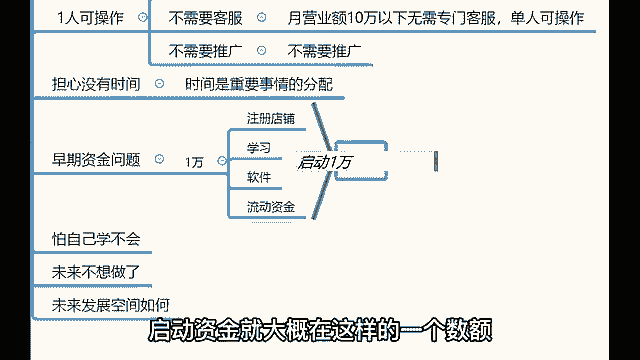 1人可操作
不需要客服
月营业额10万以下无需专门客服，单人可操作
不需要推广
不需要推广
担心没有时间
时间是重要事情的分配
早期资金问题
1万
注册店铺
学习
软件
流动资金
启动1万
怕自己学不会
未来不想做了
未来发展空间如何
启动资金就大概在这样的一个数额